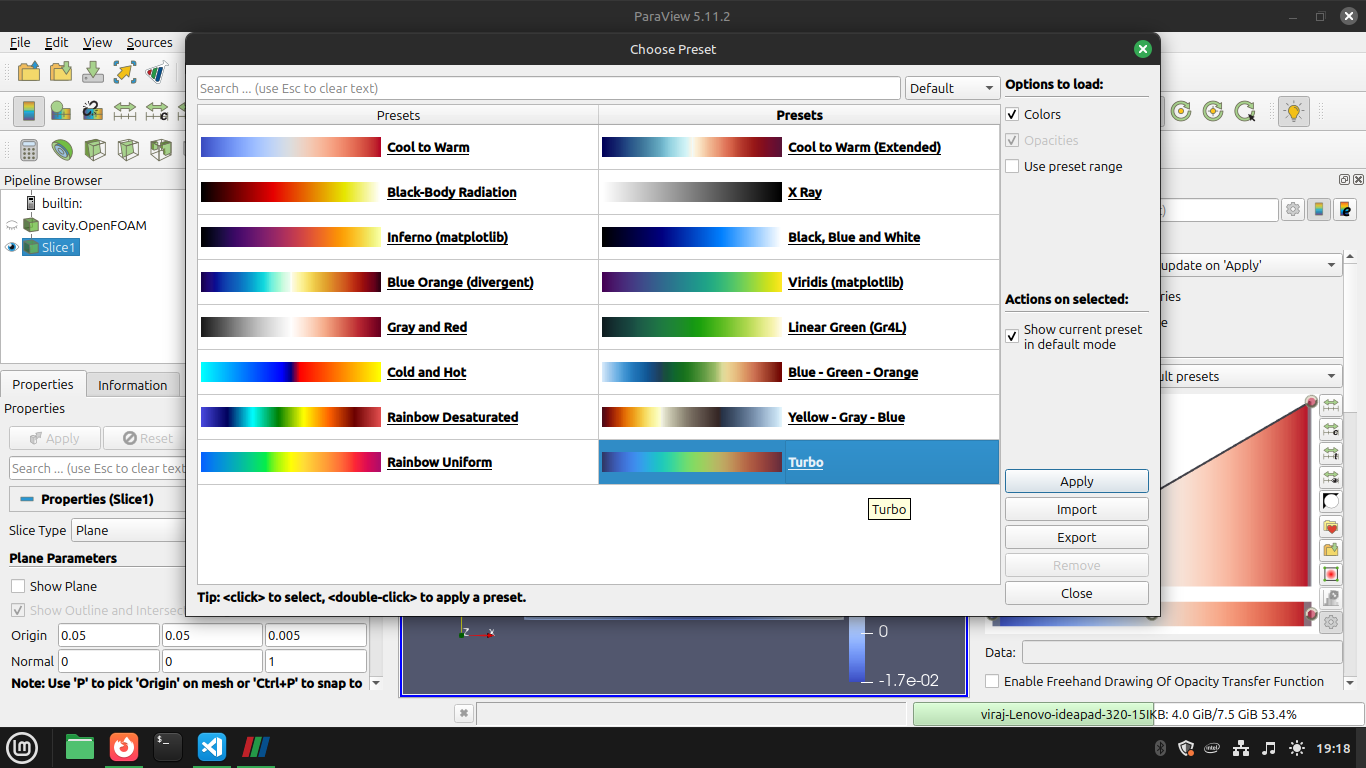 ParaView 5.11.2
File Edit View Sources
Choose Preset
Search ... (use Esc to clear text)
Default
Options to load:
Presets
Presets
Colors
Opacities
Use preset range
Cool to Warm
Cool to Warm (Extended)
Black-Body Radiation
X Ray
Inferno (matplotlib)
Black, Blue and White
Blue Orange (divergent)
Viridis (matplotlib)
Gray and Red
Linear Green (Gr4L)
Cold and Hot
Blue - Green - Orange
Rainbow Desaturated
Yellow - Gray - Blue
Rainbow Uniform
Turbo
Turbo
Actions on selected:
Show current preset
in default mode
Apply
Import
Export
Remove
Close
Tip: <click> to select, <double-click> to apply a preset.
Pipeline Browser
builtin:
cavity.OpenFOAM
Slice1
Properties
Information
Properties
Apply
Reset
Search ... (use Esc to clear text
Properties (Slice1)
Slice Type
Plane
Plane Parameters
Show Plane
Show Outline and Intersec
Origin
0.05
0.05
0.005
Normal
0
0
1
Note: Use 'P' to pick 'Origin' on mesh or 'Ctrl+P' to snap to
Z
X
0
-1.7e-02
update on 'Apply'
Data:
Enable Freehand Drawing Of Opacity Transfer Function
viraj-Lenovo-ideapad-320-15IKB: 4.0 GiB/7.5 GiB 53.4%
19:18